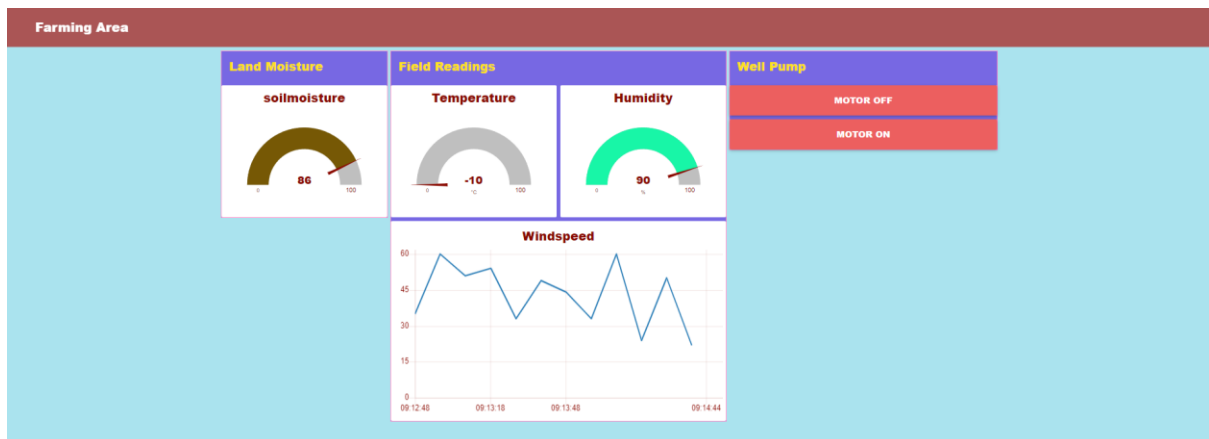 Farming Area
Land Moisture
soilmoisture
86
0
100
Field Readings
Temperature
-10
°C
0
100
Humidity
90
%
0
100
Windspeed
60
45
30
15
0
09:12:48
09:13:18
09:13:48
09:14:44
Well Pump
MOTOR OFF
MOTOR ON